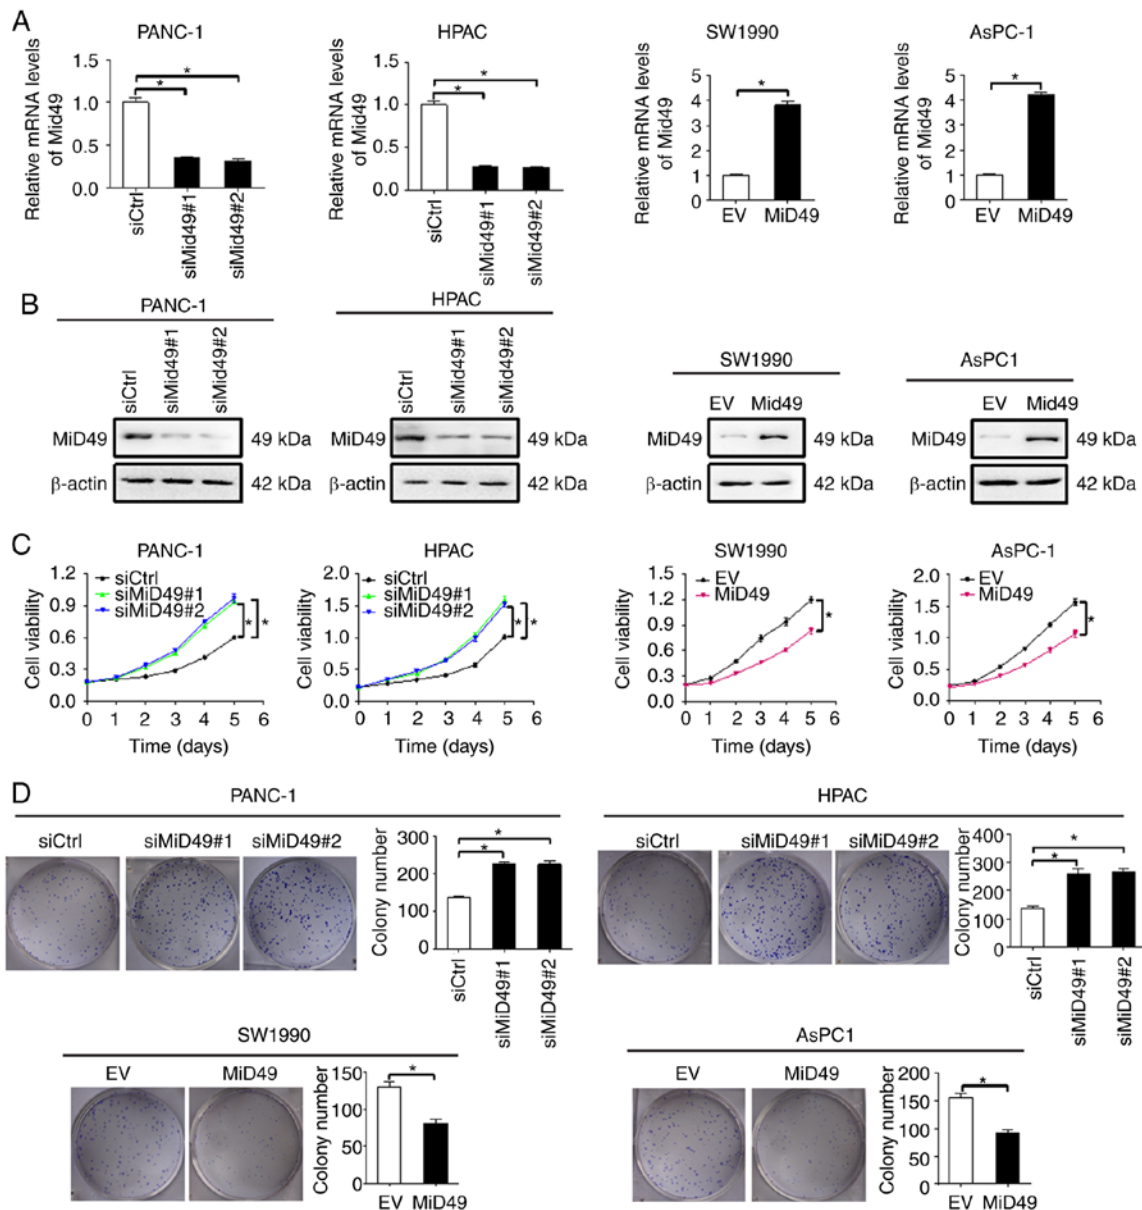 A
PANC-1
HPAC
SW1990
AsPC-1
Relative mRNA levels
of Mid49
1.5
1.0
0.5
0.0
*
*
siCtrl
siMid49#1
siMid49#2
Relative mRNA levels
of Mid49
1.5
1.0
0.5
0.0
*
*
siCtrl
siMid49#1
siMid49#2
Relative mRNA levels
of Mid49
5
4
3
2
1
0
*
EV
MiD49
Relative mRNA levels
of Mid49
5
4
3
2
1
0
*
EV
MiD49
B
PANC-1
siCtrl
siMid49#1
siMid49#2
MiD49
49 kDa
β-actin
42 kDa
HPAC
siCtrl
siMid49#1
siMid49#2
MiD49
49 kDa
β-actin
42 kDa
SW1990
EV Mid49
MiD49
49 kDa
β-actin
42 kDa
AsPC1
EV Mid49
MiD49
49 kDa
β-actin
42 kDa
C
PANC-1
Cell viability
1.2
0.9
0.6
0.3
0.0
siCtrl
siMiD49#1
siMiD49#2
* *
0 1 2 3 4 5 6
Time (days)
HPAC
Cell viability
2.0
1.5
1.0
0.5
0.0
siCtrl
siMiD49#1
siMiD49#2
* *
0 1 2 3 4 5 6
Time (days)
SW1990
Cell viability
1.5
1.2
0.9
0.6
0.3
0.0
EV
MiD49
*
0 1 2 3 4 5 6
Time (days)
AsPC-1
Cell viability
2.0
1.5
1.0
0.5
0.0
EV
MiD49
*
0 1 2 3 4 5 6
Time (days)
D
PANC-1
siCtrl siMiD49#1 siMiD49#2
Colony number
300
200
100
0
*
*
siCtrl
siMiD49#1
siMiD49#2
HPAC
siCtrl siMiD49#1 siMiD49#2
Colony number
400
300
200
100
0
*
*
siCtrl
siMiD49#1
siMiD49#2
SW1990
EV MiD49
Colony number
150
100
50
0
*
EV MiD49
AsPC1
EV MiD49
Colony number
200
150
100
50
0
*
EV MiD49